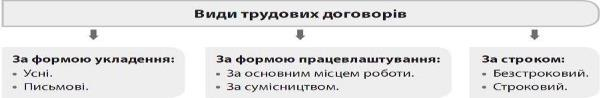 Види трудових договорів
За формою укладення:
• Усні.
• Письмові.
За формою працевлаштування:
• За основним місцем роботи.
• За сумісництвом.
За строком:
• Безстроковий.
• Строковий.